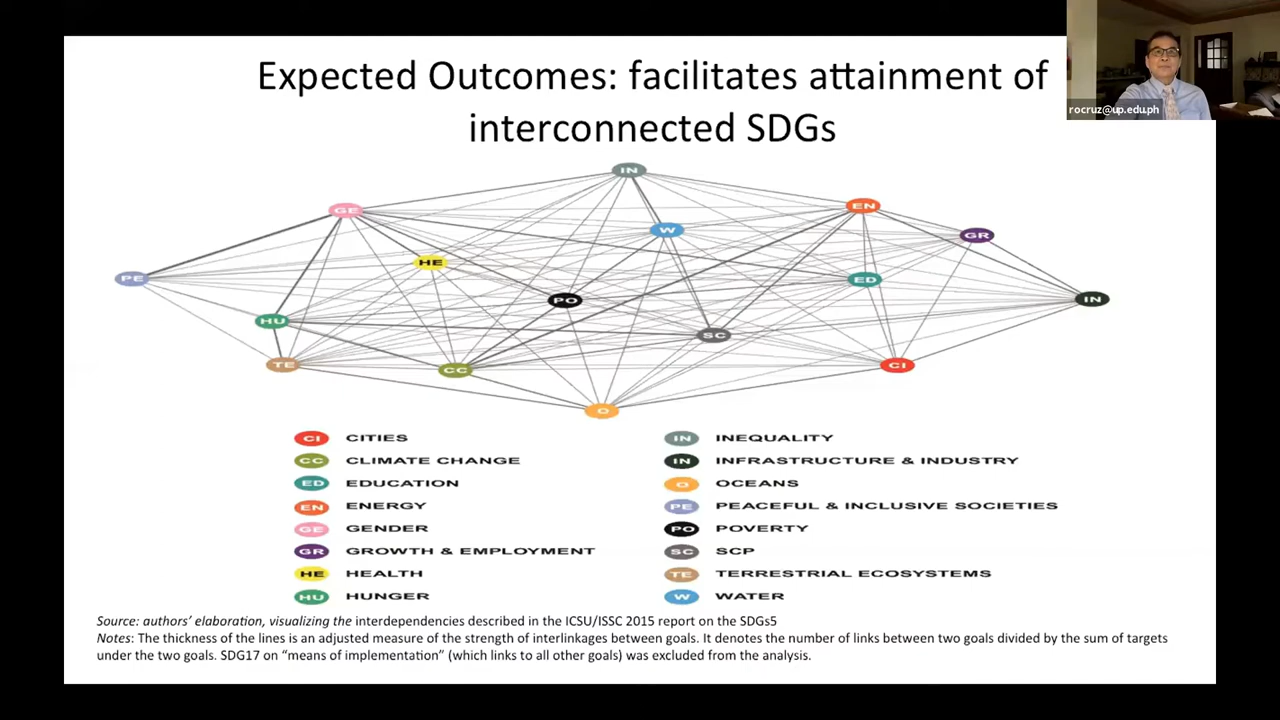 Expected Outcomes: facilitates attainment of
interconnected SDGs
rocruz@up.edu.ph
IN
GE
EN
W
GR
HE
PE
ED
PO
IN
HU
SC
TE
CC
CI
O
CI CITIES
CC CLIMATE CHANGE
ED EDUCATION
EN ENERGY
GE GENDER
GR GROWTH & EMPLOYMENT
HE HEALTH
HU HUNGER
IN INEQUALITY
IN INFRASTRUCTURE & INDUSTRY
O OCEANS
PE PEACEFUL & INCLUSIVE SOCIETIES
PO POVERTY
SC SCP
TE TERRESTRIAL ECOSYSTEMS
W WATER
Source: authors’ elaboration, visualizing the interdependencies described in the ICSU/ISSC 2015 report on the SDGs5
Notes: The thickness of the lines is an adjusted measure of the strength of interlinkages between goals. It denotes the number of links between two goals divided by the sum of targets
under the two goals. SDG17 on “means of implementation” (which links to all other goals) was excluded from the analysis.